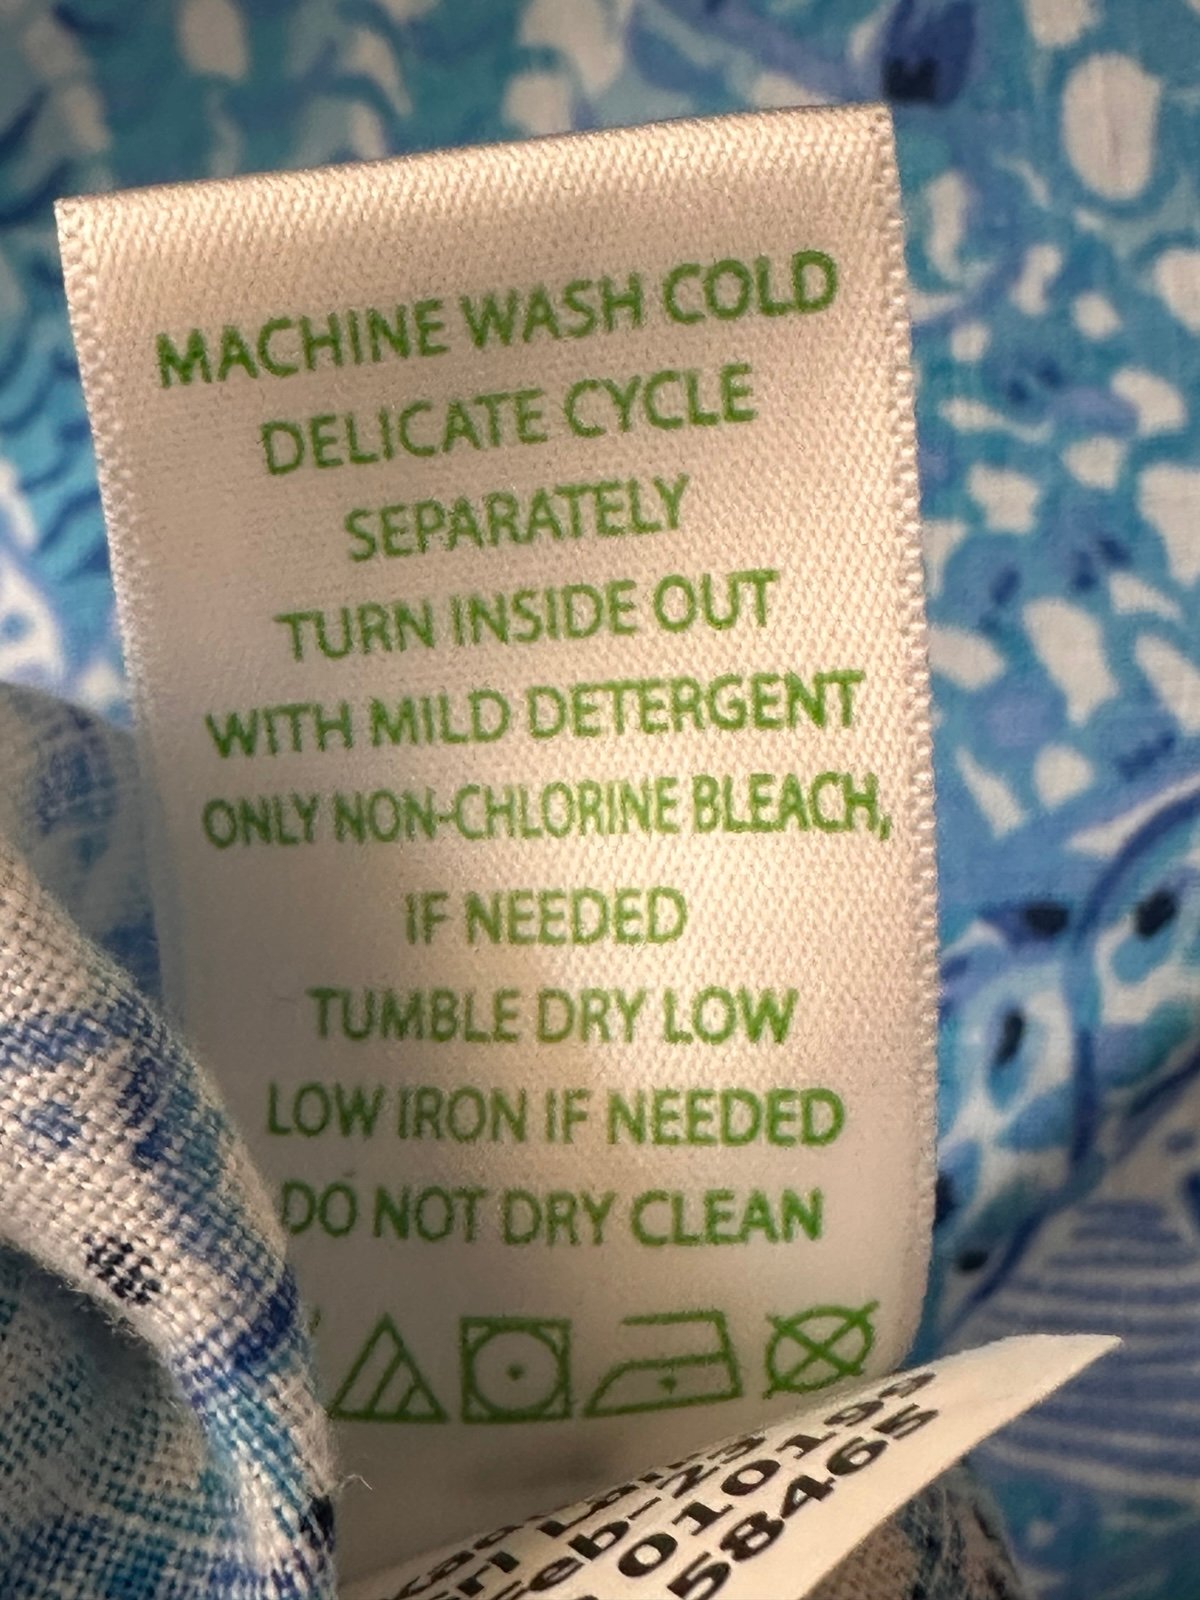 MACHINE WASH COLD
DELICATE CYCLE
SEPARATELY
TURN INSIDE OUT
WITH MILD DETERGENT
ONLY NON-CHLORINE BLEACH,
IF NEEDED
TUMBLE DRY LOW
LOW IRON IF NEEDED
DO NOT DRY CLEAN
58465